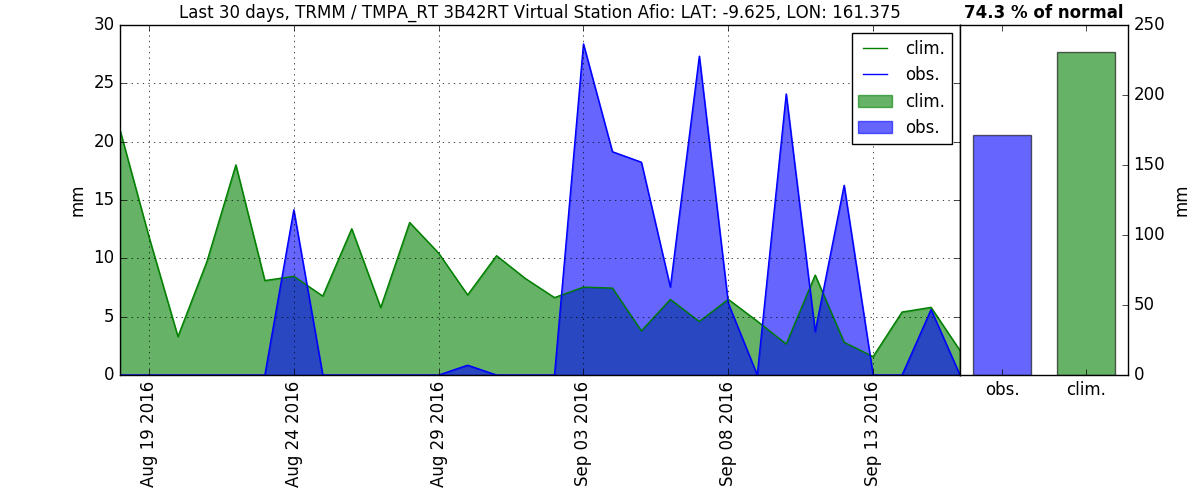 Last 30 days, TRMM / TMPA_RT 3B42RT Virtual Station Afio: LAT: -9.625, LON: 161.375
74.3 % of normal
30
25
20
15
10
5
0
mm
clim.
obs.
clim.
obs.
Aug 19 2016
Aug 24 2016
Aug 29 2016
Sep 03 2016
Sep 08 2016
Sep 13 2016
250
200
150
100
50
0
mm
obs.
clim.